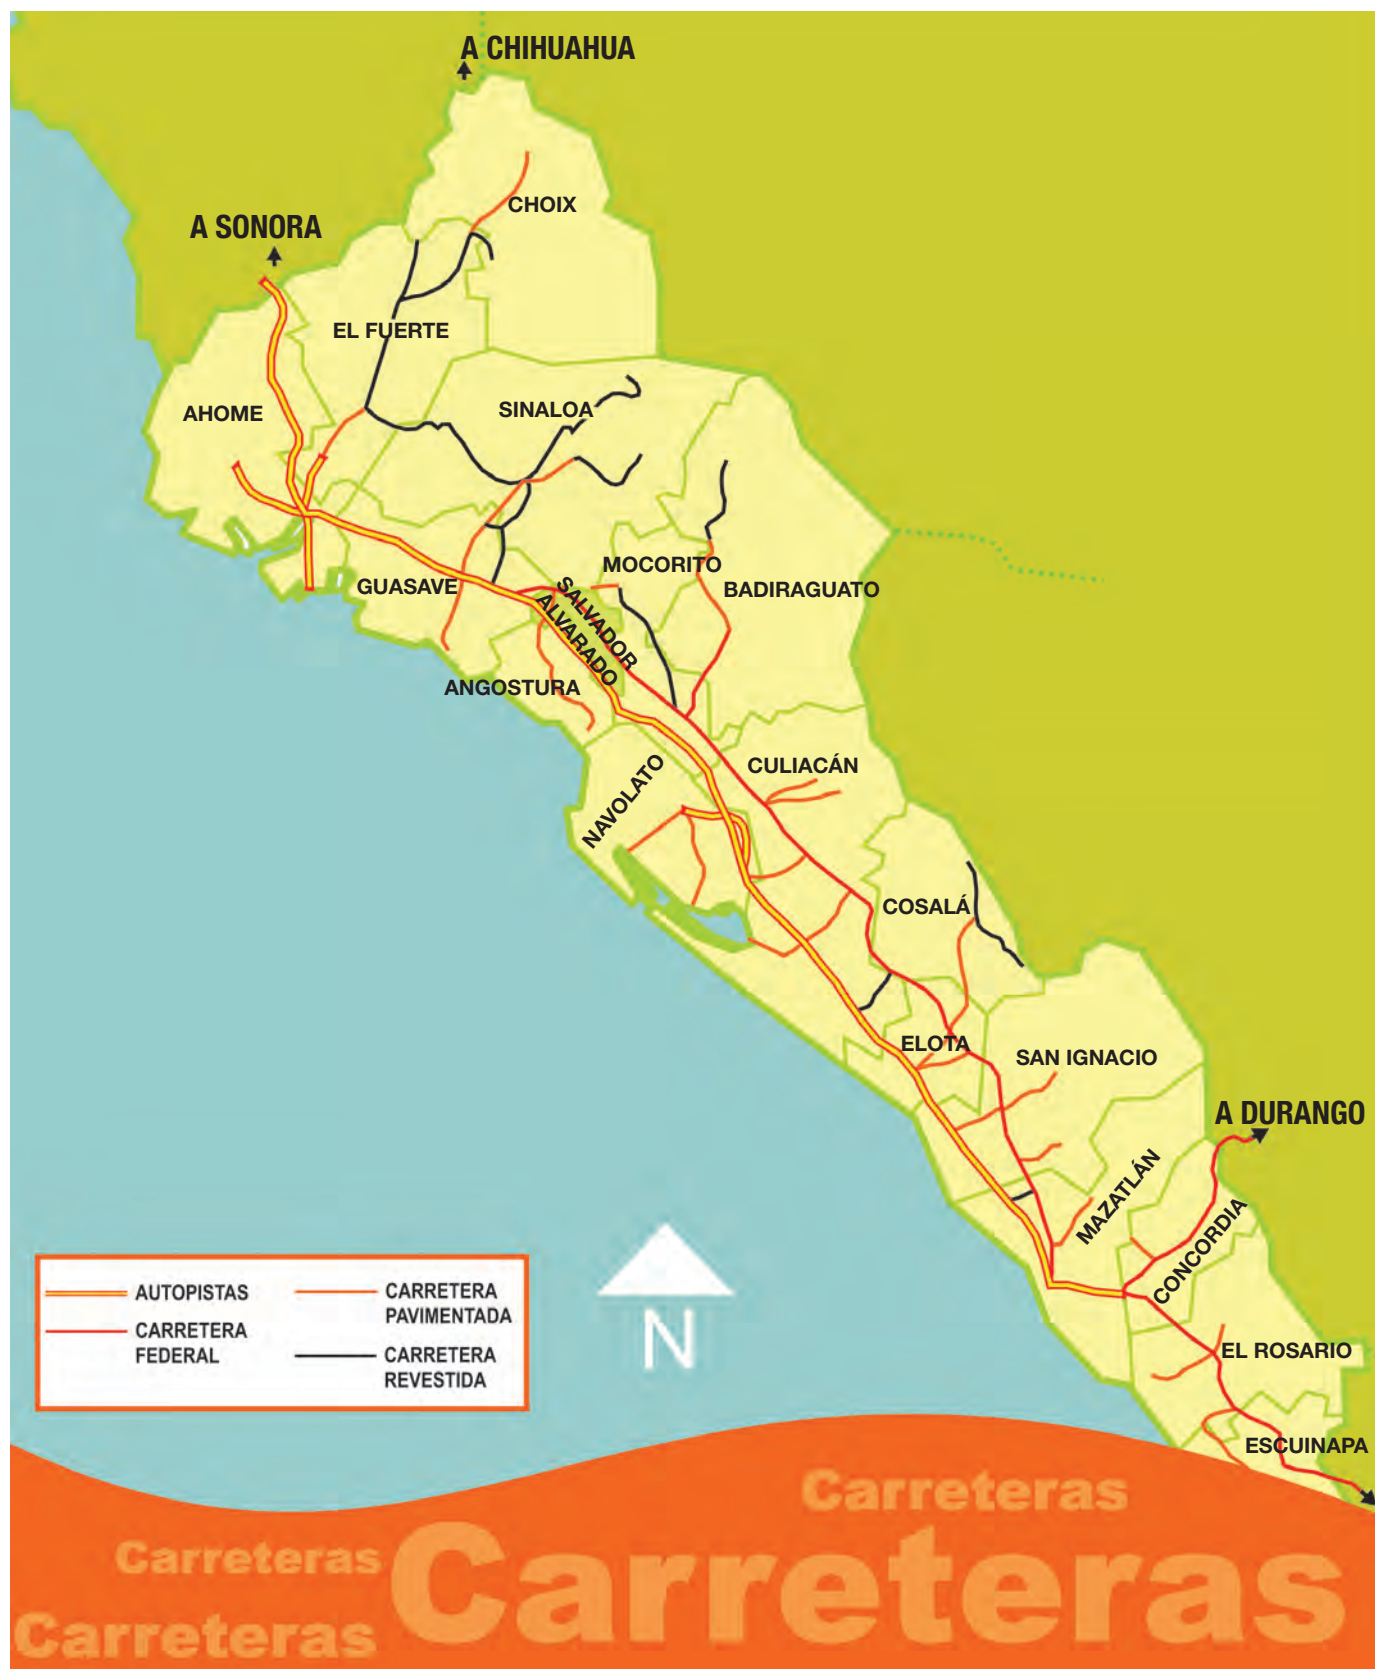 A CHIHUAHUA
CHOIX
A SONORA
EL FUERTE
AHOME
SINALOA
MOCORITO
GUASAVE
BADIRAGUATO
SALVADOR
ALVARADO
ANGOSTURA
NAVOLATO
CULIACÁN
COSALÁ
ELOTA
SAN IGNACIO
A DURANGO
MAZATLÁN
CONCORDIA
EL ROSARIO
ESCUINAPA
AUTOPISTAS
CARRETERA
FEDERAL
CARRETERA
PAVIMENTADA
CARRETERA
REVESTIDA
N
Carreteras
Carreteras
Carreteras
Carreteras